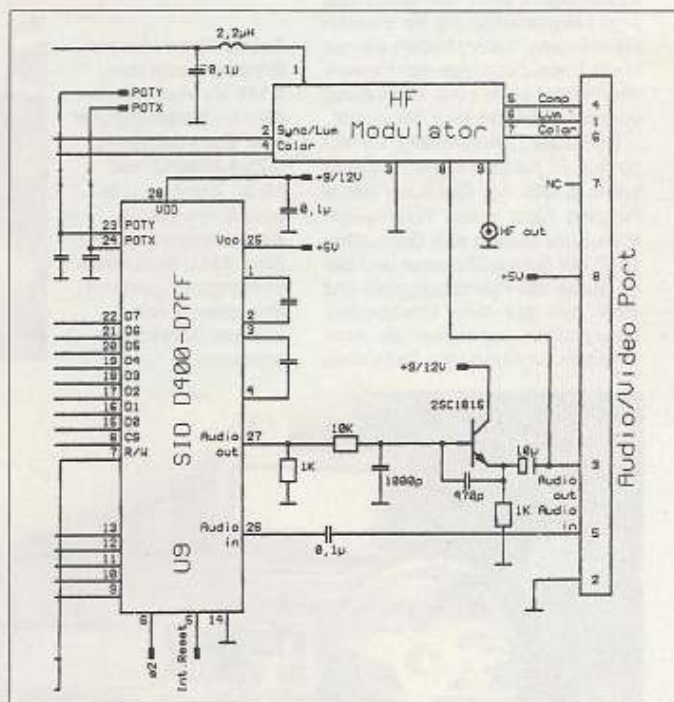 2,2µH
1
0,1µ
POTY
POTX
HF
Modulator
2 Sync/Lum
4 Color
5 Comp 4
6 Lum 1
7 Color 6
3
8
9
NC 7
HF out
28
VDD
+9/12V
0,1µ
23 POTY
24 POTX
Vcc 25
+5V
+5V 8
1
2
3
4
22 D7
21 D6
20 D5
19 D4
18 D3
17 D2
16 D1
15 D0
8 CS
7 R/W
SID D400-D7FF
U9
Audio
out
27
10K
1K
1000p
+9/12V
2SC1815
470p
10µ
1K
3
Audio
out
Audio
in
5
2
Audio
in
26
0,1µ
13
12
11
10
9
6
5
14
ø2
Int.Reset
Audio/Video Port